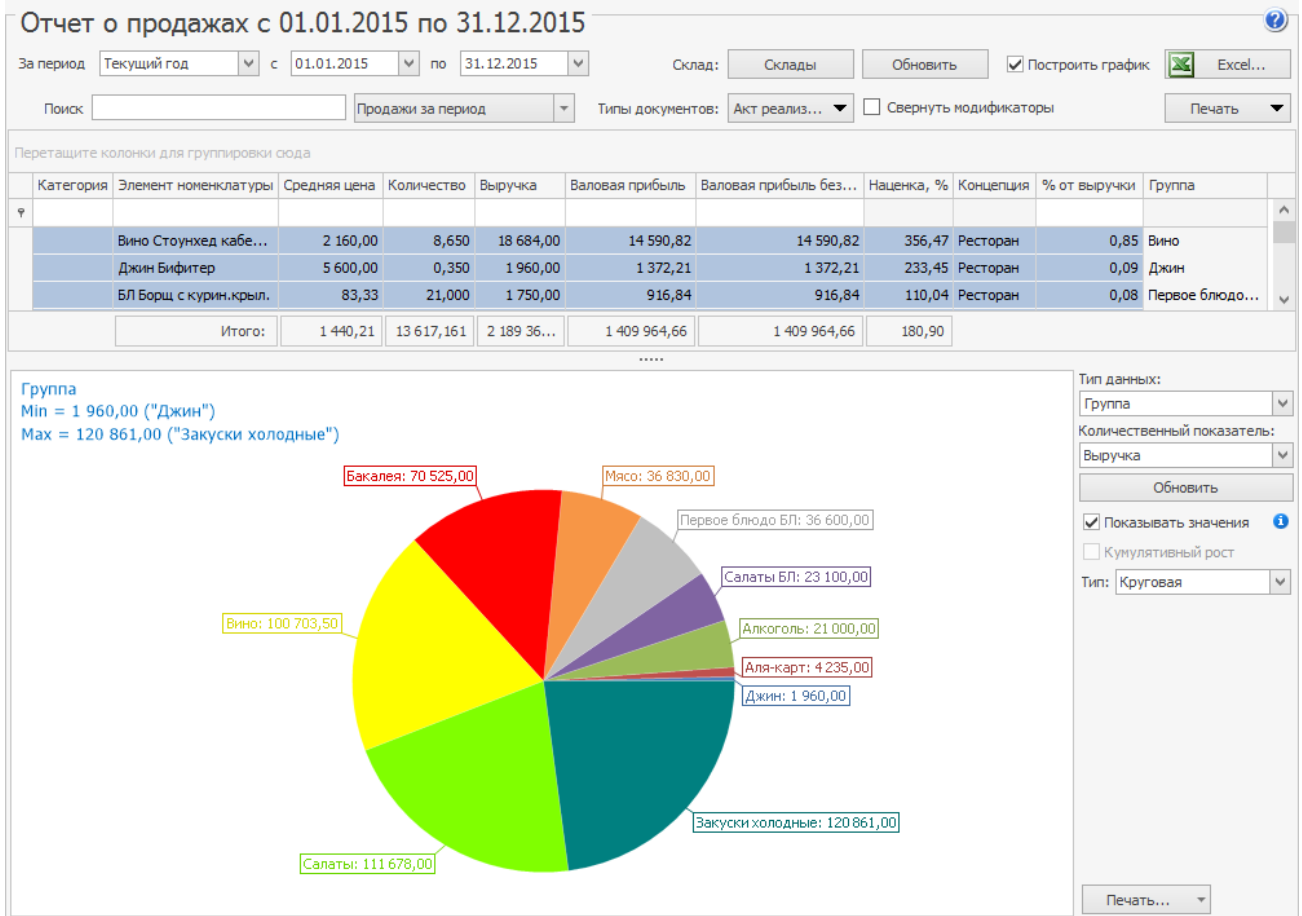 Отчет о продажах с 01.01.2015 по 31.12.2015
За период Текущий год с 01.01.2015 по 31.12.2015 Склад: Склады Обновить Построить график Excel...
Поиск Продажи за период Типы документов: Акт реализ... Свернуть модификаторы Печать
Перетащите колонки для группировки сюда
Категория Элемент номенклатуры Средняя цена Количество Выручка Валовая прибыль Валовая прибыль без... Наценка, % Концепция % от выручки Группа
Вино Стоунхед кабе... 2 160,00 8,650 18 684,00 14 590,82 14 590,82 356,47 Ресторан 0,85 Вино
Джин Бифитер 5 600,00 0,350 1 960,00 1 372,21 1 372,21 233,45 Ресторан 0,09 Джин
БЛ Борщ с курин.крыл. 83,33 21,000 1 750,00 916,84 916,84 110,04 Ресторан 0,08 Первое блюдо...
Итого: 1 440,21 13 617,161 2 189 36... 1 409 964,66 1 409 964,66 180,90
Группа
Min = 1 960,00 ("Джин")
Max = 120 861,00 ("Закуски холодные")
Бакалея: 70 525,00
Мясо: 36 830,00
Первое блюдо БЛ: 36 600,00
Салаты БЛ: 23 100,00
Вино: 100 703,50
Алкоголь: 21 000,00
Аля-карт: 4 235,00
Джин: 1 960,00
Закуски холодные: 120 861,00
Салаты: 111 678,00
Тип данных:
Группа
Количественный показатель:
Выручка
Обновить
Показывать значения
Кумулятивный рост
Тип: Круговая
Печать...